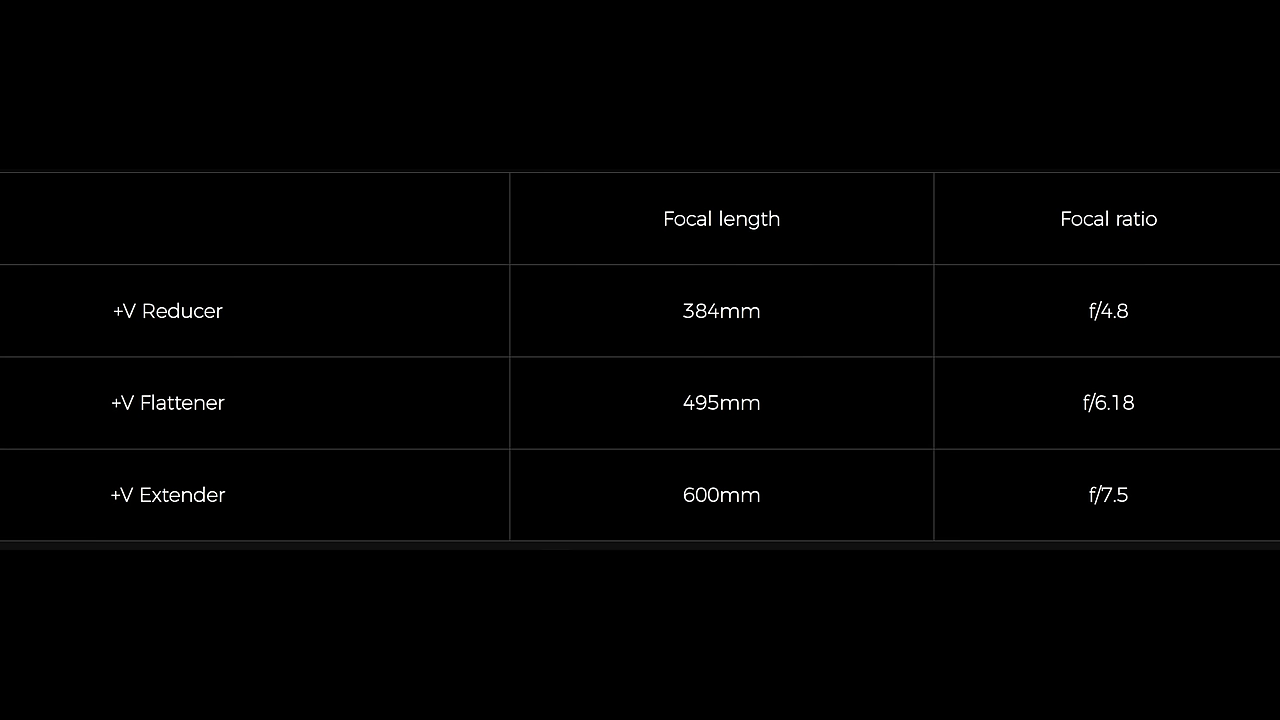 Focal length Focal ratio
+V Reducer 384mm f/4.8
+V Flattener 495mm f/6.18
+V Extender 600mm f/7.5